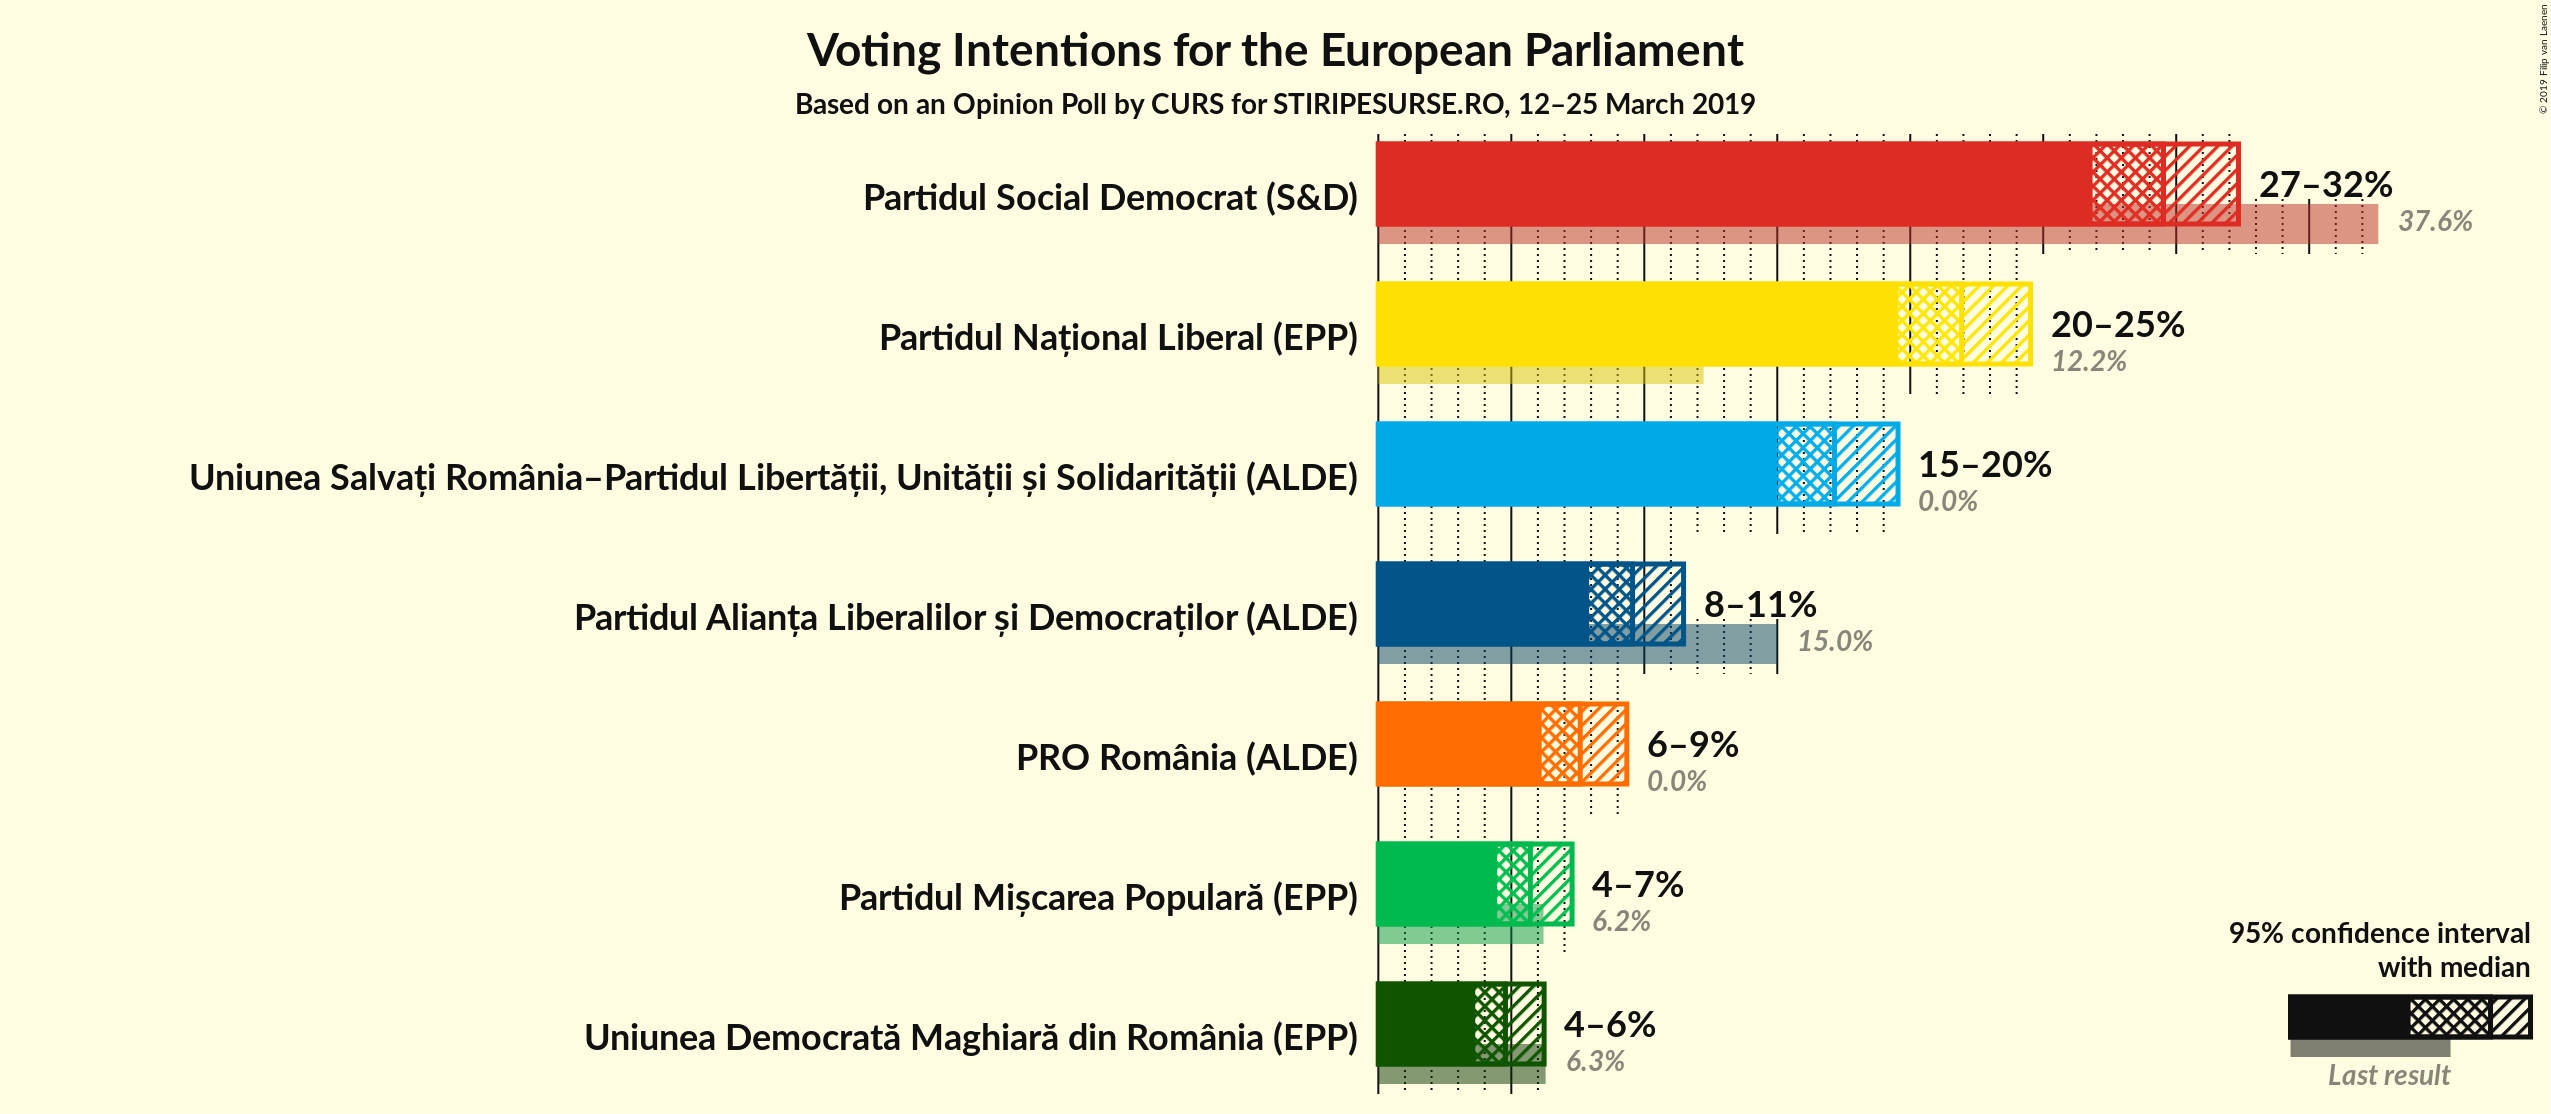 Voting Intentions for the European Parliament
Based on an Opinion Poll by CURS for STIRIPESURSE.RO, 12–25 March 2019
© 2019 Filip van Laenen
Partidul Social Democrat (S&D)
27–32%
37.6%
Partidul Național Liberal (EPP)
20–25%
12.2%
Uniunea Salvați România–Partidul Libertății, Unității și Solidarității (ALDE)
15–20%
0.0%
Partidul Alianța Liberalilor și Democraților (ALDE)
8–11%
15.0%
PRO România (ALDE)
6–9%
0.0%
Partidul Mișcarea Populară (EPP)
4–7%
6.2%
Uniunea Democrată Maghiară din România (EPP)
4–6%
6.3%
95% confidence interval
with median
Last result